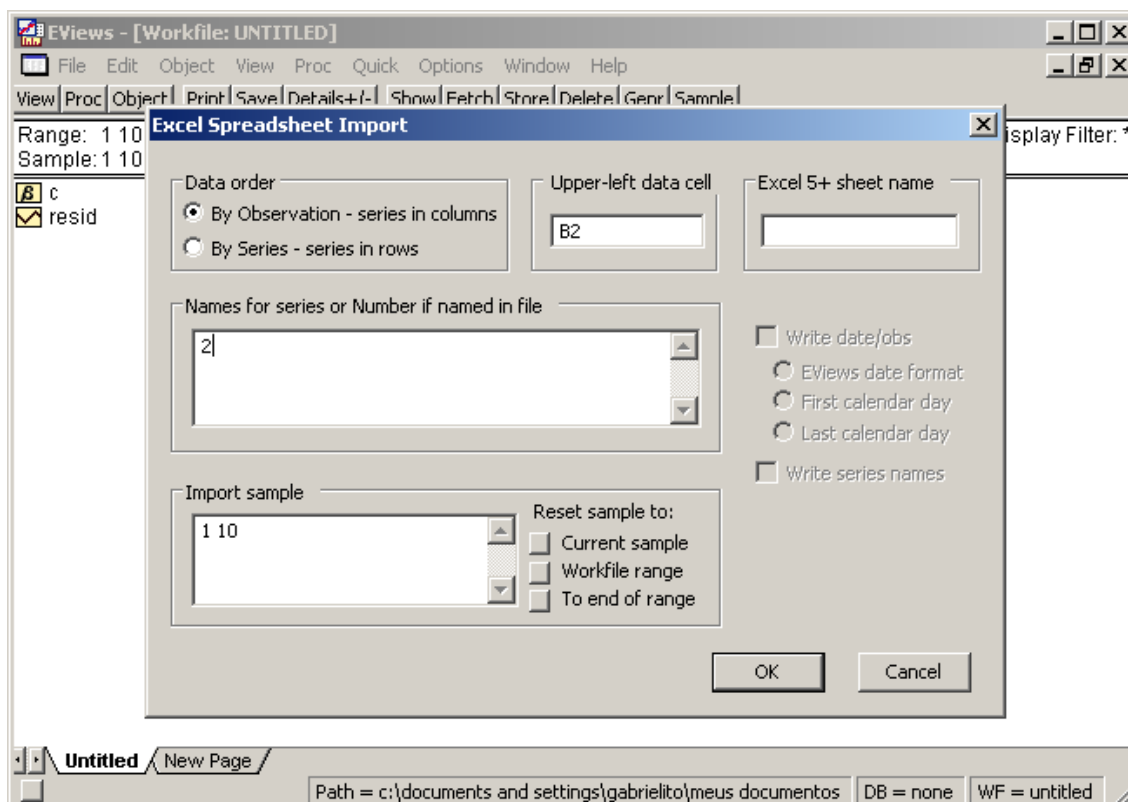 EViews - [Workfile: UNTITLED]
File Edit Object View Proc Quick Options Window Help
View Proc Object Print Save Details+/- Show Fetch Store Delete Genr Sample
Excel Spreadsheet Import
Range: 1 10
isplay Filter: *
Sample: 1 10
β c
resid
Data order
By Observation - series in columns
By Series - series in rows
Upper-left data cell
B2
Excel 5+ sheet name
Names for series or Number if named in file
2
Write date/obs
EViews date format
First calendar day
Last calendar day
Write series names
Import sample
1 10
Reset sample to:
Current sample
Workfile range
To end of range
OK
Cancel
Untitled New Page
Path = c:\documents and settings\gabrielito\meus documentos DB = none WF = untitled